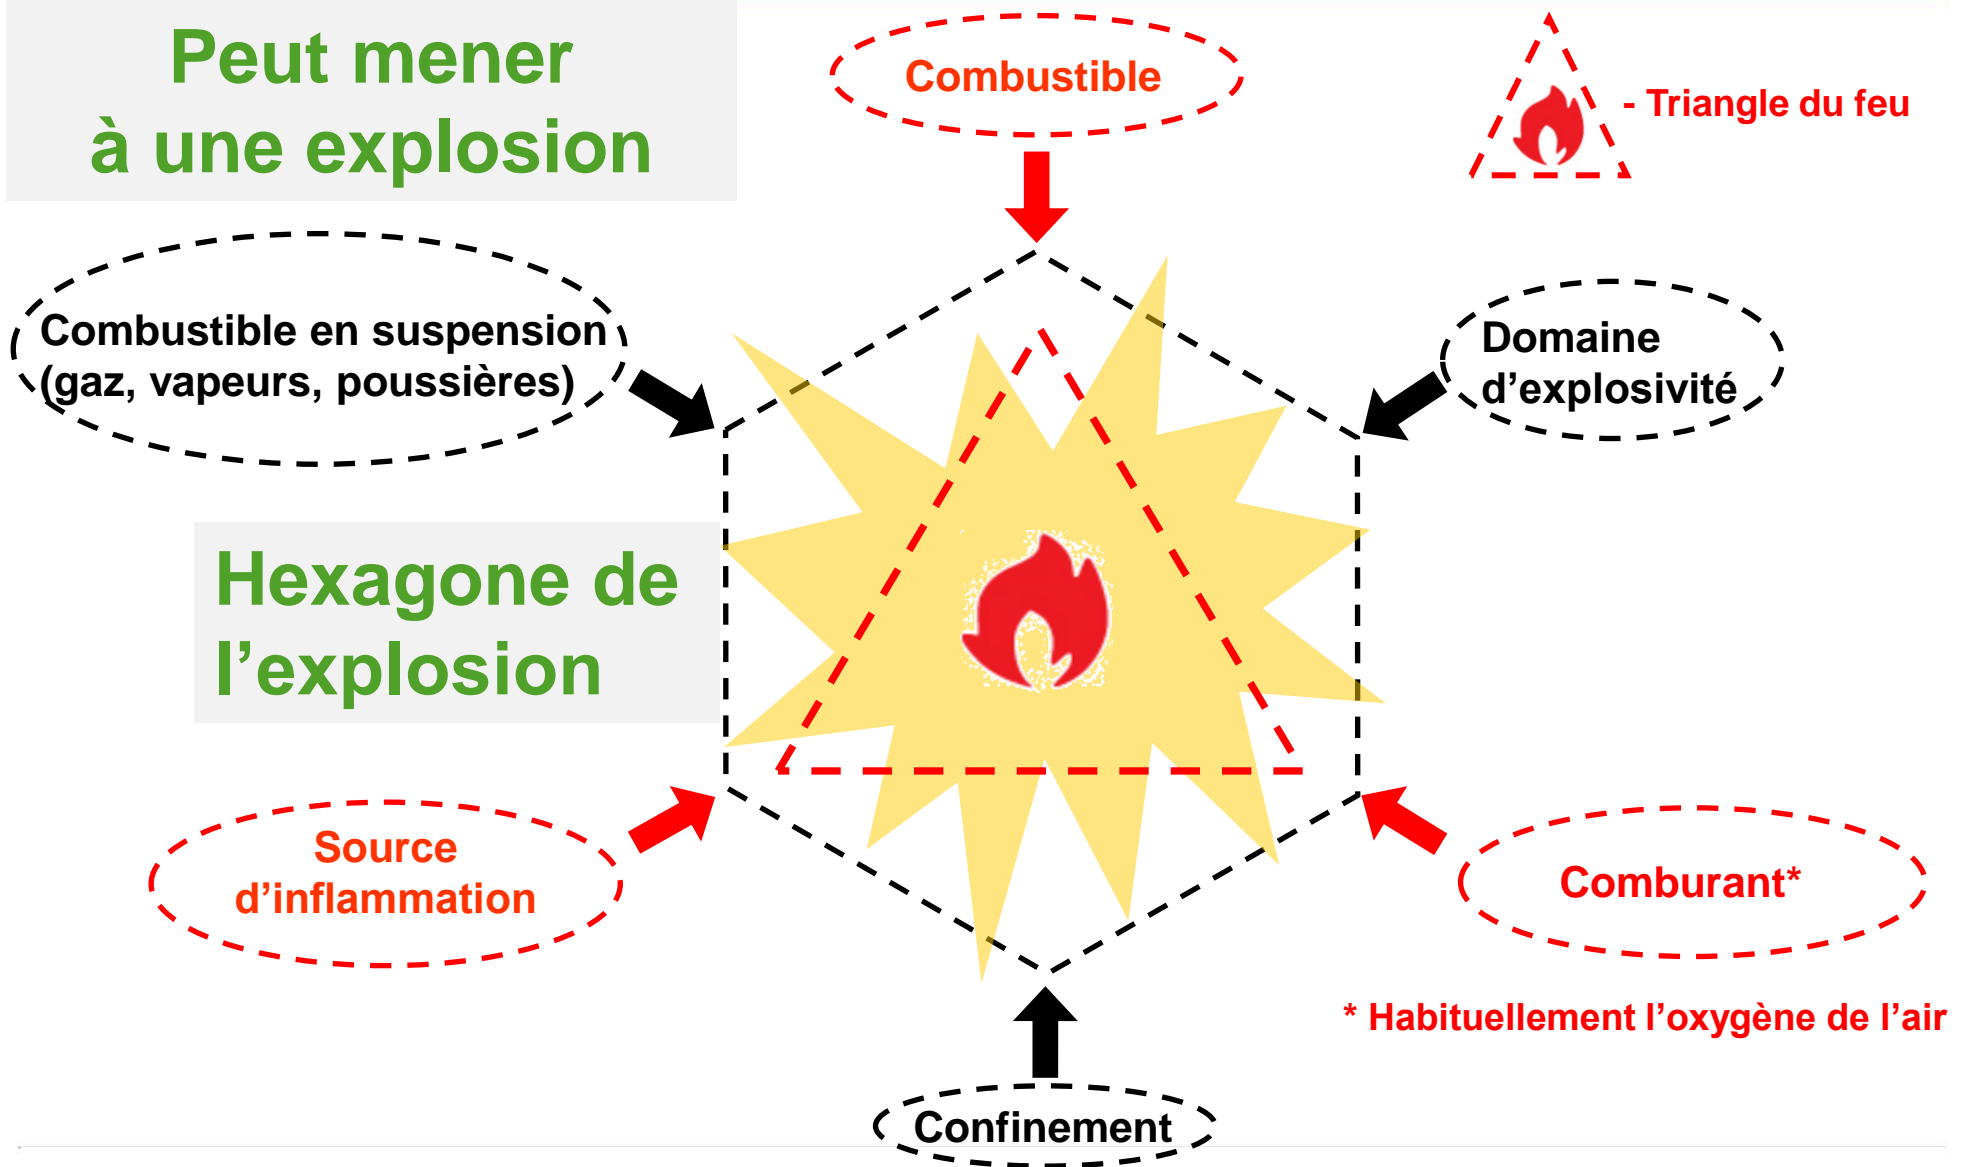 Peut mener
à une explosion
Combustible
- Triangle du feu
Combustible en suspension
(gaz, vapeurs, poussières)
Domaine
d’explosivité
Hexagone de
l’explosion
Source
d’inflammation
Comburant*
* Habituellement l’oxygène de l’air
Confinement